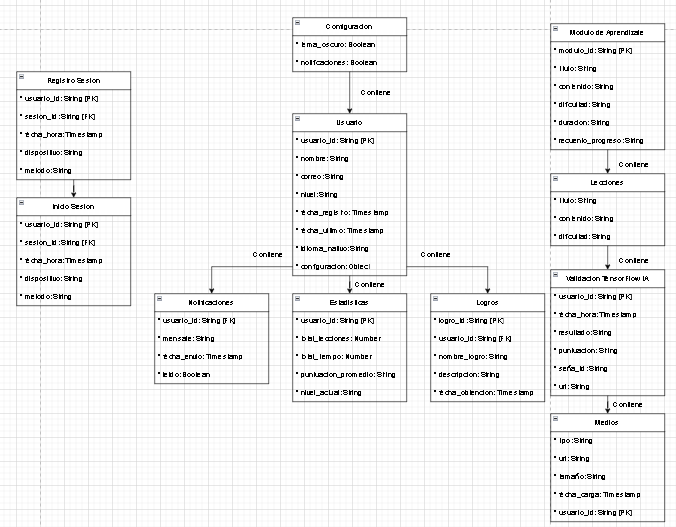 Configuracion
* tema_oscuro: Boolean
* notificaciones: Boolean
Contiene
Usuario
* usuario_id: String [PK]
* nombre: String
* correo: String
* nivel: String
* fecha_registro: Timestamp
* fecha_ultimo: Timestamp
* idioma_nativo: String
* configuracion: Object
Contiene
Contiene
Contiene
Registro Sesion
* usuario_id: String [PK]
* sesion_id: String [FK]
* fecha_hora: Timestamp
* dispositivo: String
* metodo: String
Inicio Sesion
* usuario_id: String [PK]
* sesion_id: String [FK]
* fecha_hora: Timestamp
* dispositivo: String
* metodo: String
Notificaciones
* usuario_id: String [FK]
* mensaje: String
* fecha_envio: Timestamp
* leido: Boolean
Estadisticas
* usuario_id: String [PK]
* total_lecciones: Number
* total_tiempo: Number
* puntuacion_promedio: String
* nivel_actual: String
Logros
* logro_id: String [PK]
* usuario_id: String [FK]
* nombre_logro: String
* descripcion: String
* fecha_obtencion: Timestamp
Modulo de Aprendizaje
* modulo_id: String [PK]
* titulo: String
* contenido: String
* dificultad: String
* duracion: String
* recuento_progreso: String
Contiene
Lecciones
* titulo: String
* contenido: String
* dificultad: String
Contiene
Validacion TensorFlow IA
* usuario_id: String [PK]
* fecha_hora: Timestamp
* resultado: String
* puntuacion: String
* seña_id: String
* url: String
Contiene
Medios
* tipo: String
* url: String
* tamaño: String
* fecha_carga: Timestamp
* usuario_id: String [PK]